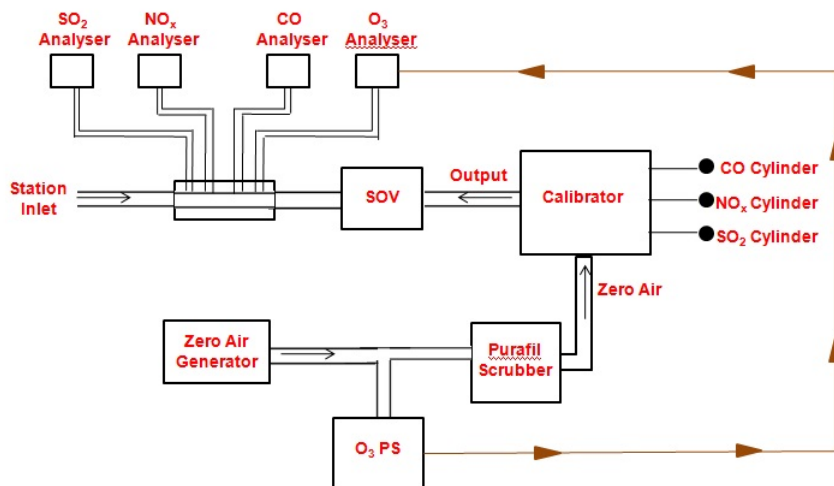 SO₂
Analyser
NOₓ
Analyser
CO
Analyser
O₃
Analyser
Station
Inlet
SOV
Output
Calibrator
CO Cylinder
NOₓ Cylinder
SO₂ Cylinder
Zero Air
Zero Air
Generator
Purafil
Scrubber
O₃ PS